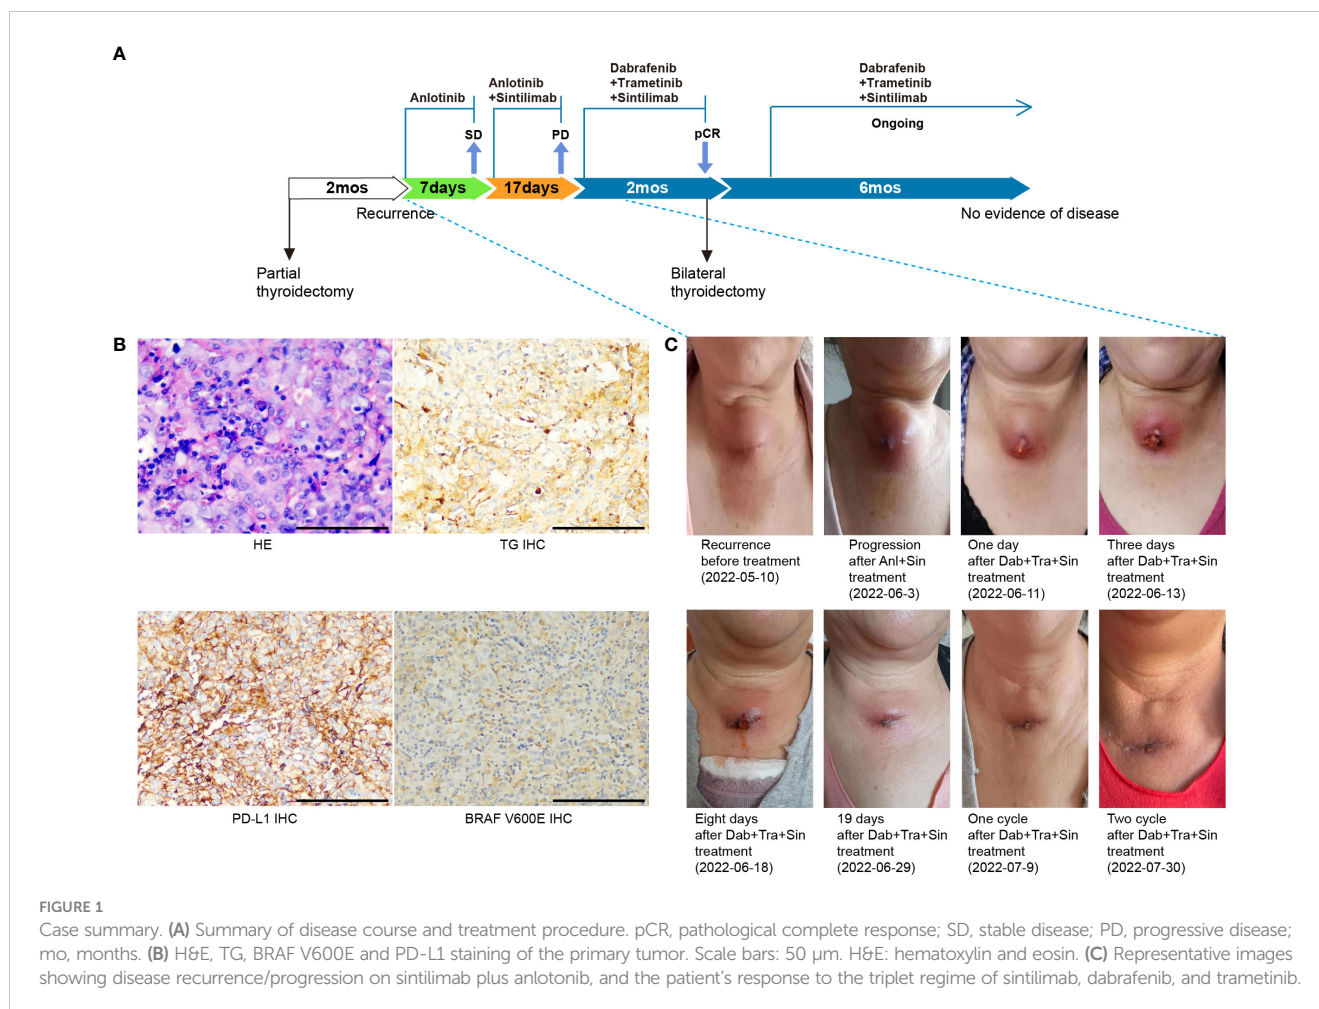 A
Anlotinib
Anlotinib
+Sintilimab
Dabrafenib
+Trametinib
+Sintilimab
Dabrafenib
+Trametinib
+Sintilimab
Ongoing
SD
PD
pCR
2mos
7days
17days
2mos
6mos
Recurrence
No evidence of disease
Partial
thyroidectomy
Bilateral
thyroidectomy
B
HE
TG IHC
PD-L1 IHC
BRAF V600E IHC
C
Recurrence
before treatment
(2022-05-10)
Progression
after Anl+Sin
treatment
(2022-06-3)
One day
after Dab+Tra+Sin
treatment
(2022-06-11)
Three days
after Dab+Tra+Sin
treatment
(2022-06-13)
Eight days
after Dab+Tra+Sin
treatment
(2022-06-18)
19 days
after Dab+Tra+Sin
treatment
(2022-06-29)
One cycle
after Dab+Tra+Sin
treatment
(2022-07-9)
Two cycle
after Dab+Tra+Sin
treatment
(2022-07-30)
FIGURE 1
Case summary. (A) Summary of disease course and treatment procedure. pCR, pathological complete response; SD, stable disease; PD, progressive disease;
mo, months. (B) H&E, TG, BRAF V600E and PD-L1 staining of the primary tumor. Scale bars: 50 μm. H&E: hematoxylin and eosin. (C) Representative images
showing disease recurrence/progression on sintilimab plus anlotonib, and the patient's response to the triplet regime of sintilimab, dabrafenib, and trametinib.